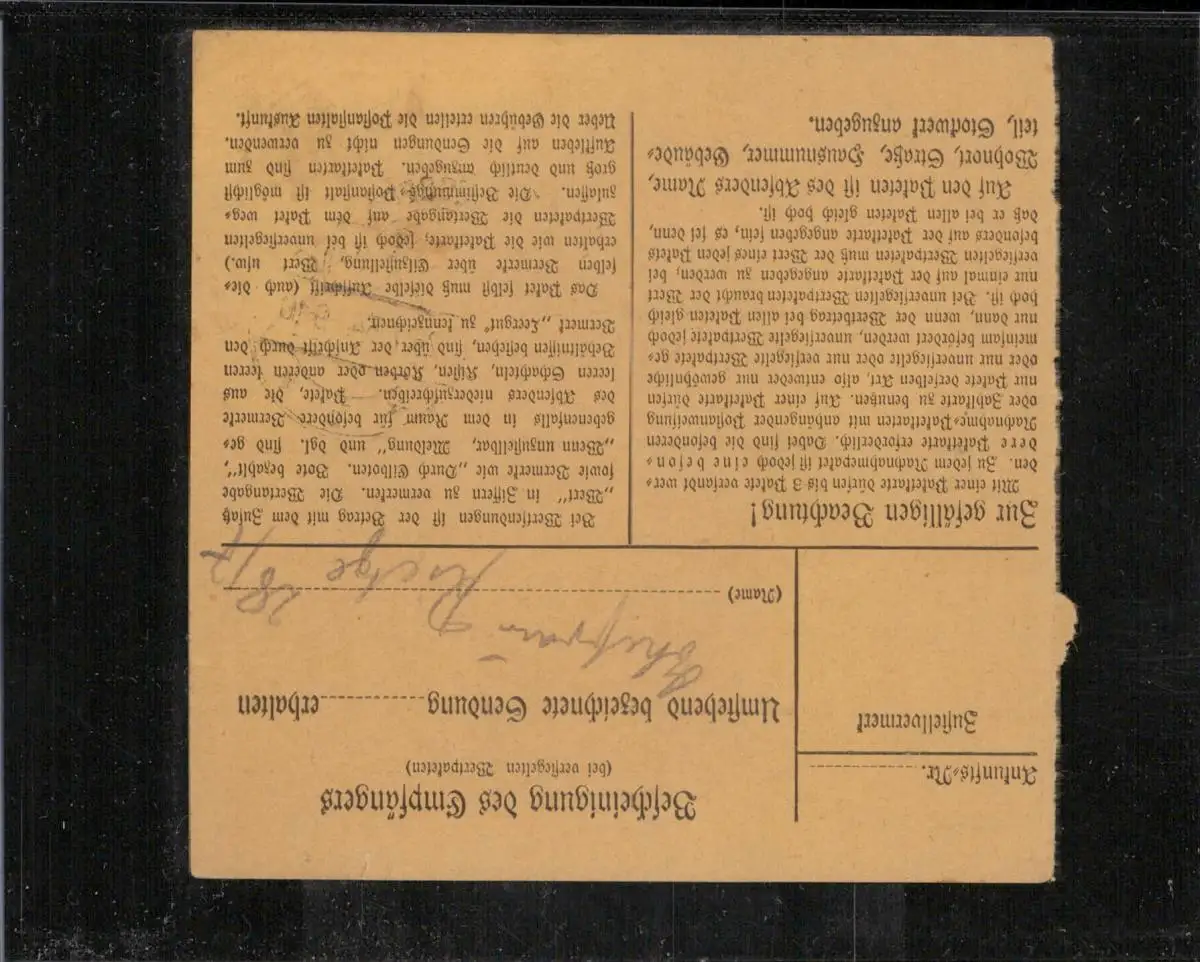 Ankunfts-Nr.
Zustellvermerk
Bescheinigung des Empfängers
(bei versiegelten Wertpaketen)
Umstehend bezeichnete Sendung erhalten
Ehefrau
(Name) 28/7
Zur gefälligen Beachtung!
Mit einer Paketkarte dürfen bis 3 Pakete versandt wer-
den. Zu jedem Nachnahmepaket ist jedoch eine beson-
dere Paketkarte erforderlich. Dabei sind die besonderen
Nachnahme-Paketkarten mit anhängender Postanweisung
oder Zahlkarte zu benutzen. Auf einer Paketkarte dürfen
nur Pakete derselben Art, also entweder nur gewöhnliche
oder nur unversiegelte oder nur versiegelte Wertpakete ge-
meinsam befördert werden, unversiegelte Wertpakete jedoch
nur dann, wenn der Wertbetrag bei allen Paketen gleich
hoch ist. Bei unversiegelten Wertpaketen braucht der Wert
nur einmal auf der Paketkarte angegeben zu werden, bei
versiegelten Wertpaketen muß der Wert eines jeden Pakets
besonders auf der Paketkarte angegeben sein, es sei denn,
daß er bei allen Paketen gleich hoch ist.
Auf den Paketen ist des Absenders Name,
Wohnort, Straße, Hausnummer, Gebäude-
teil, Stockwerk anzugeben.
Bei Wertsendungen ist der Betrag mit dem Zusatz
„Wert“ in Ziffern zu vermerken. Die Wertangabe
sowie Vermerke wie „Durch Eilboten. Bote bezahlt“,
„Wenn unzustellbar, Meldung“ und dgl. sind ge-
gebenenfalls in dem Raum für besondere Vermerke
des Absenders niederzuschreiben. Pakete, die aus
leeren Schachteln, Kisten, Körben oder anderen leeren
Behältnissen bestehen, sind über der Anschrift durch den
Vermerk „Leergut“ zu kennzeichnen.
Das Paket selbst muß dieselbe Aufschrift (auch die-
selben Vermerke über Eilzustellung, Wert usw.)
erhalten wie die Paketkarte, jedoch ist bei unversiegelten
Wertpaketen die Wertangabe auf dem Paket weg-
zulassen. Die Bestimmungs-Postanstalt ist möglichst
groß und deutlich anzugeben. Paketkarten sind zum
Aufkleben auf die Sendungen nicht zu verwenden.
Ueber die Gebühren erteilen die Postanstalten Auskunft.